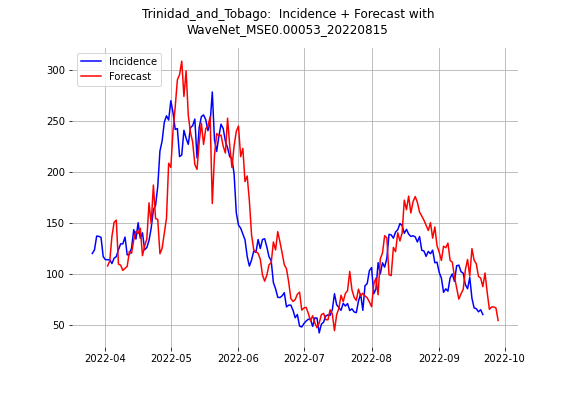 Trinidad_and_Tobago:  Incidence + Forecast with
WaveNet_MSE0.00053_20220815
Incidence
Forecast
300
250
200
150
100
50
2022-04 2022-05 2022-06 2022-07 2022-08 2022-09 2022-10